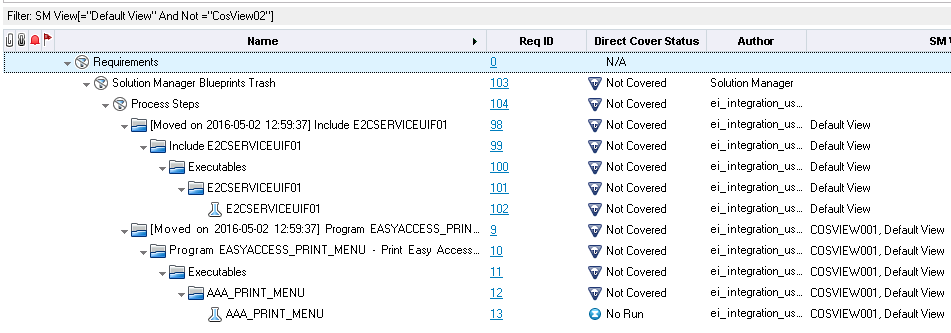 Filter: SM View[="Default View" And Not ="CosView02"]
Name Req ID Direct Cover Status Author SM V
Requirements 0 N/A
Solution Manager Blueprints Trash 103 Not Covered Solution Manager
Process Steps 104 Not Covered ei_integration_us...
[Moved on 2016-05-02 12:59:37] Include E2CSERVICEUIF01 98 Not Covered ei_integration_us... Default View
Include E2CSERVICEUIF01 99 Not Covered ei_integration_us... Default View
Executables 100 Not Covered ei_integration_us... Default View
E2CSERVICEUIF01 101 Not Covered ei_integration_us... Default View
E2CSERVICEUIF01 102 Not Covered ei_integration_us... Default View
[Moved on 2016-05-02 12:59:37] Program EASYACCESS_PRIN... 9 Not Covered ei_integration_us... COSVIEW001, Default View
Program EASYACCESS_PRINT_MENU - Print Easy Access... 10 Not Covered ei_integration_us... COSVIEW001, Default View
Executables 11 Not Covered ei_integration_us... COSVIEW001, Default View
AAA_PRINT_MENU 12 Not Covered ei_integration_us... COSVIEW001, Default View
AAA_PRINT_MENU 13 No Run ei_integration_us... COSVIEW001, Default View